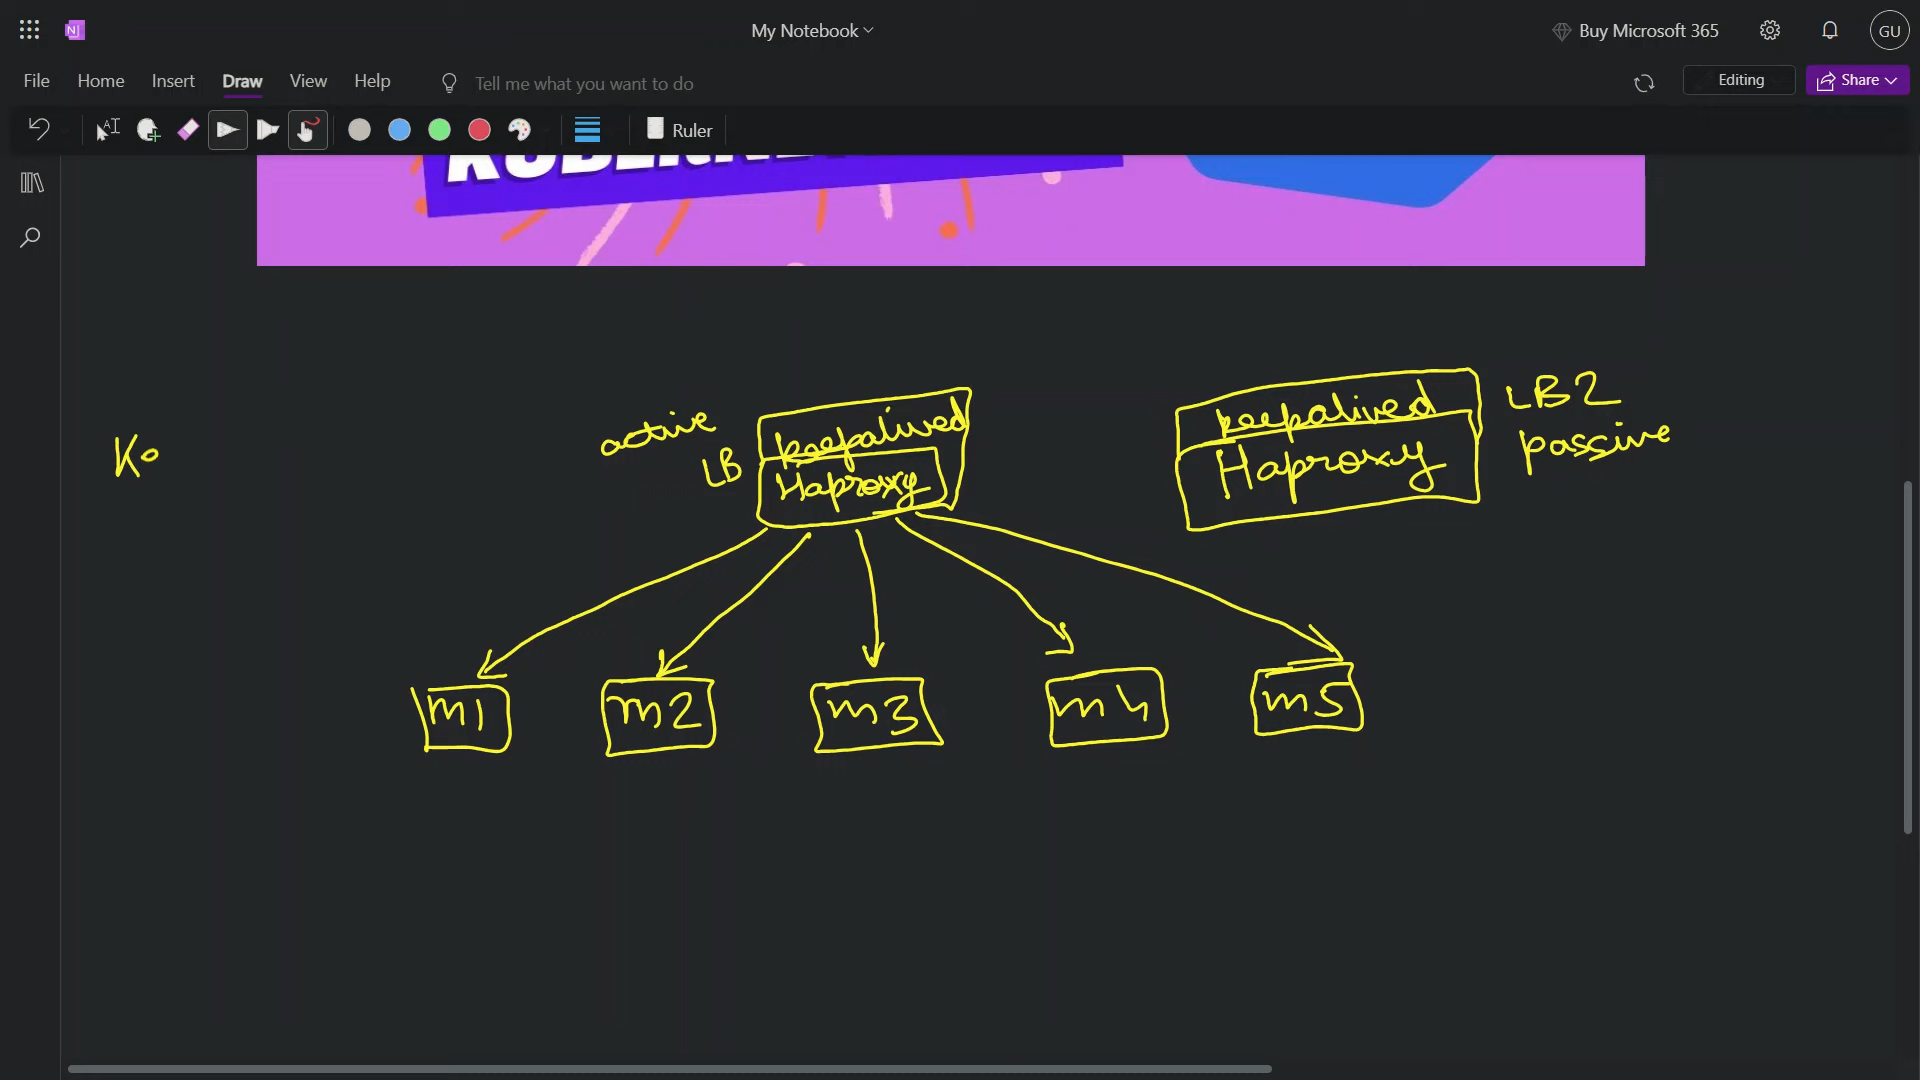 My Notebook
Buy Microsoft 365
GU
File Home Insert Draw View Help
Tell me what you want to do
Editing
Share
Ruler
active
LB
keepalived
Haproxy
keepalived
Haproxy
LB2
passive
m1
m2
m3
m4
m5